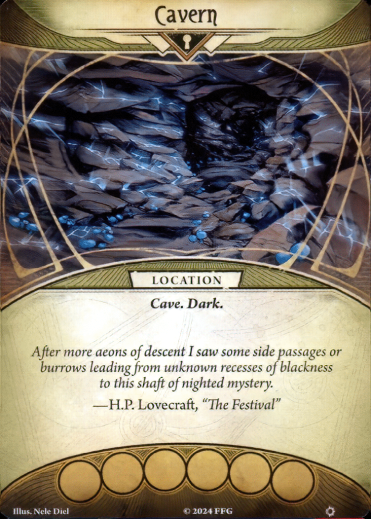 Cavern
LOCATION
Cave. Dark.
After more aeons of descent I saw some side passages or
burrows leading from unknown recesses of blackness
to this shaft of nighted mystery.
—H.P. Lovecraft, “The Festival”
Illus. Nele Diel
© 2024 FFG